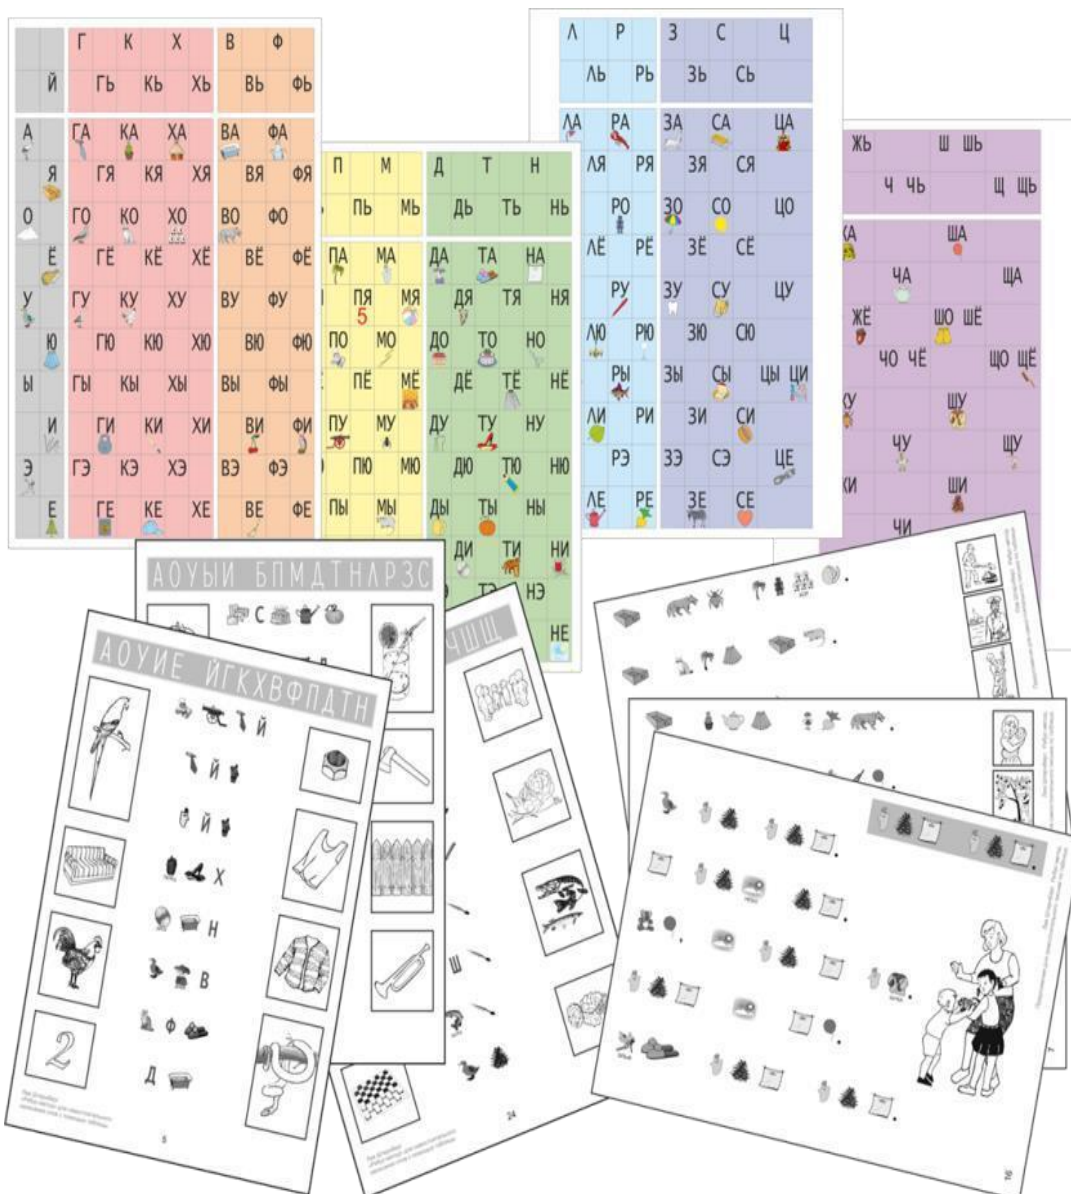 Г К Х В Ф
Й ГЬ КЬ ХЬ ВЬ ФЬ
А ГА КА ХА ВА ФА
Я ГЯ КЯ ХЯ ВЯ ФЯ
О ГО КО ХО ВО ФО
Ё ГЁ КЁ ХЁ ВЁ ФЁ
У ГУ КУ ХУ ВУ ФУ
Ю ГЮ КЮ ХЮ ВЮ ФЮ
Ы ГЫ КЫ ХЫ ВЫ ФЫ
И ГИ КИ ХИ ВИ ФИ
Э ГЭ КЭ ХЭ ВЭ ФЭ
Е ГЕ КЕ ХЕ ВЕ ФЕ
П М Д Т Н
ПЬ МЬ ДЬ ТЬ НЬ
ПА МА ДА ТА НА
ПЯ МЯ ДЯ ТЯ НЯ
5
ПО МО ДО ТО НО
ПЁ МЁ ДЁ ТЁ НЁ
ПУ МУ ДУ ТУ НУ
ПЮ МЮ ДЮ ТЮ НЮ
ПЫ МЫ ДЫ ТЫ НЫ
ДИ ТИ НИ
ТЭ НЭ
НЕ
Л Р З С Ц
ЛЬ РЬ ЗЬ СЬ
ЛА РА ЗА СА ЦА
ЛЯ РЯ ЗЯ СЯ
РО ЗО СО ЦО
ЛЁ РЁ ЗЁ СЁ
РУ ЗУ СУ ЦУ
ЛЮ РЮ ЗЮ СЮ
РЫ ЗЫ СЫ ЦЫ ЦИ
ЛИ РИ ЗИ СИ
РЭ ЗЭ СЭ ЦЕ
ЛЕ РЕ ЗЕ СЕ
ЖЬ Ш ШЬ
Ч ЧЬ Щ ЩЬ
ША
ЧА ЩА
ЖЁ ШО ШЁ
ЧО ЧЁ ЩО ЩЁ
ШУ
ЧУ ЩУ
ШИ
ЧИ
АОУЫИ БПМДТНЛРЗС
С
АОУИЕ ЙГКХВФПДТН
Й
Й
Й
Х
Н
В
Ф
Д
2
5
ЧШЩ
Ш
24
7
16